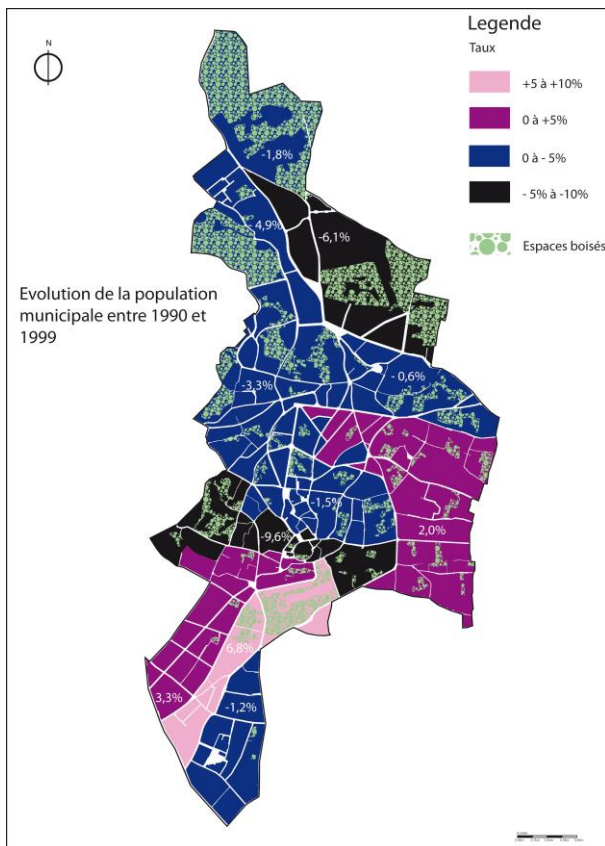 N
Legende
Taux
+5 à +10%
0 à +5%
0 à - 5%
- 5% à -10%
Espaces boisés
-1,8%
4,9%
-6,1%
Evolution de la population
municipale entre 1990 et
1999
-3,3%
- 0,6%
-1,5%
2,0%
-9,6%
6,8%
3,3%
-1,2%